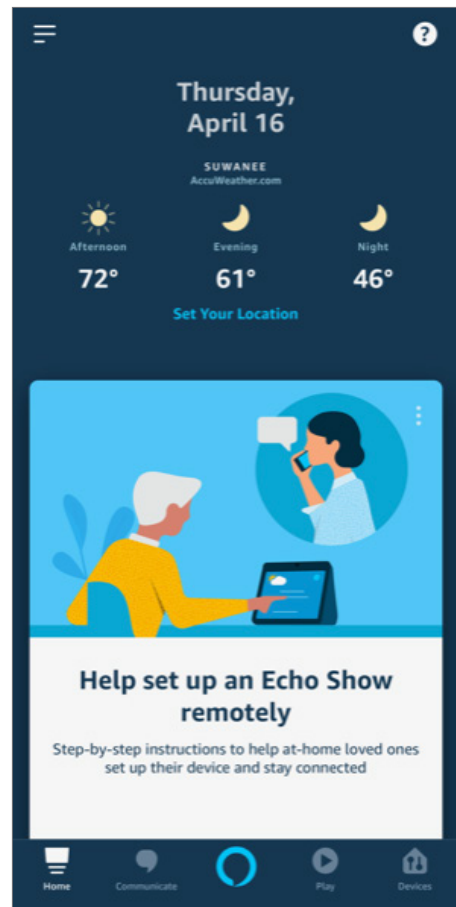 ?
Thursday,
April 16
SUWANEE
AccuWeather.com
Afternoon Evening Night
72° 61° 46°
Set Your Location
Help set up an Echo Show
remotely
Step-by-step instructions to help at-home loved ones
set up their device and stay connected
Home Communicate Play Devices